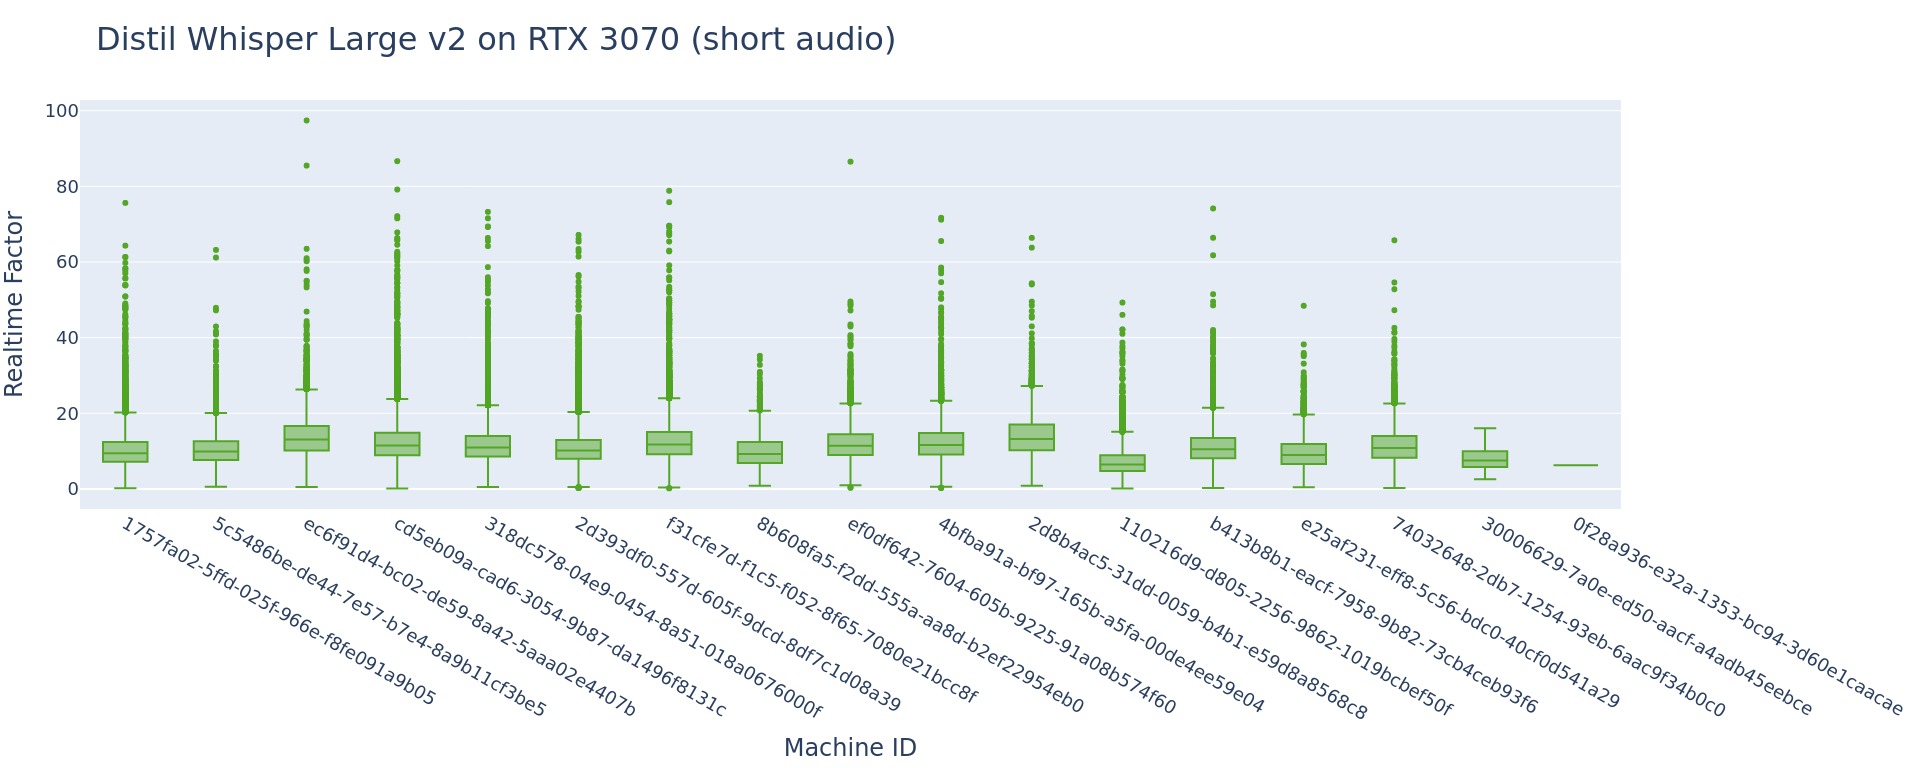 Distil Whisper Large v2 on RTX 3070 (short audio)
Realtime Factor
100
80
60
40
20
0
1757fa02-5ffd-025f-966e-f8fe091a9b05
5c5486be-de44-7e57-b7e4-8a9b11cf3be5
ec6f91d4-bc02-de59-8a42-5aaa02e4407b
cd5eb09a-cad6-3054-9b87-da1496f8131c
318dc578-04e9-0454-8a51-018a067600f
2d393df0-557d-605f-9dcd-8df7c1d08a39
f31cfe7d-f1c5-f052-8f65-7080e21bcc8f
8b608fa5-f2dd-555a-aa8d-b2ef22954eb0
ef0df642-7604-605b-9225-91a08b574f60
4bfba91a-bf97-165b-a5fa-00de4ee59e04
2d8b4ac5-31dd-0059-b4b1-e59d8a8568c8
110216d9-d805-2256-9862-1019bcbef50f
b413b8b1-eacf-7958-9b82-73cb4ceb93f6
e25af231-eff8-5c56-bdc0-40cf0d541a29
74032648-2db7-1254-93eb-6aac9f34b0c0
30006629-7a0e-ed50-aacf-a4adb45eebce
0f28a936-e32a-1353-bc94-3d60e1caacae
Machine ID